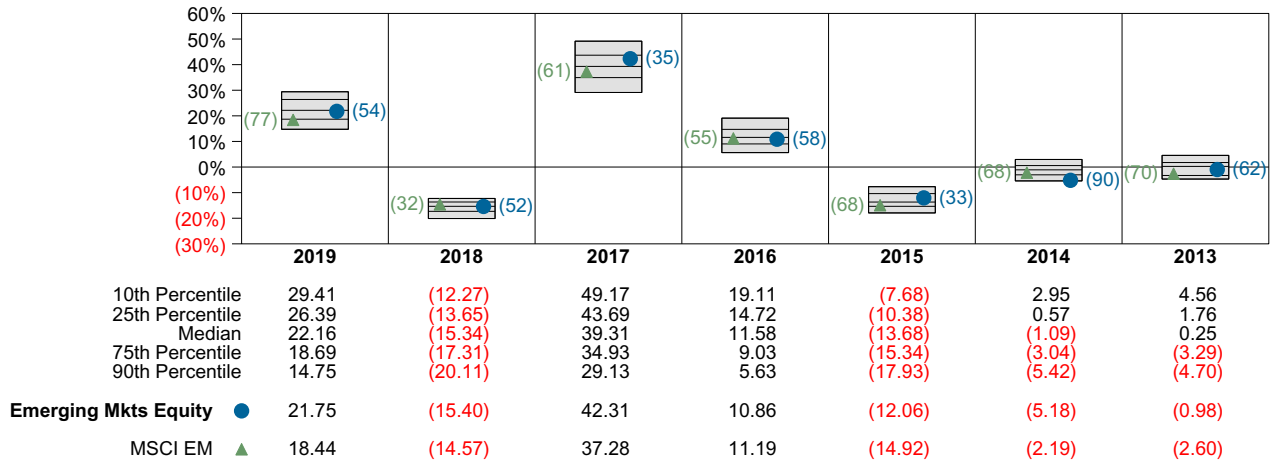 60%
50%
40%
30%
20%
10%
0%
(10%)
(20%)
(30%)
(77) (54) (32) (52) (61) (35) (55) (58) (68) (33) (68) (90) (70) (62)
2019 2018 2017 2016 2015 2014 2013
10th Percentile 29.41 (12.27) 49.17 19.11 (7.68) 2.95 4.56
25th Percentile 26.39 (13.65) 43.69 14.72 (10.38) 0.57 1.76
Median 22.16 (15.34) 39.31 11.58 (13.68) (1.09) 0.25
75th Percentile 18.69 (17.31) 34.93 9.03 (15.34) (3.04) (3.29)
90th Percentile 14.75 (20.11) 29.13 5.63 (17.93) (5.42) (4.70)
Emerging Mkts Equity 21.75 (15.40) 42.31 10.86 (12.06) (5.18) (0.98)
MSCI EM 18.44 (14.57) 37.28 11.19 (14.92) (2.19) (2.60)